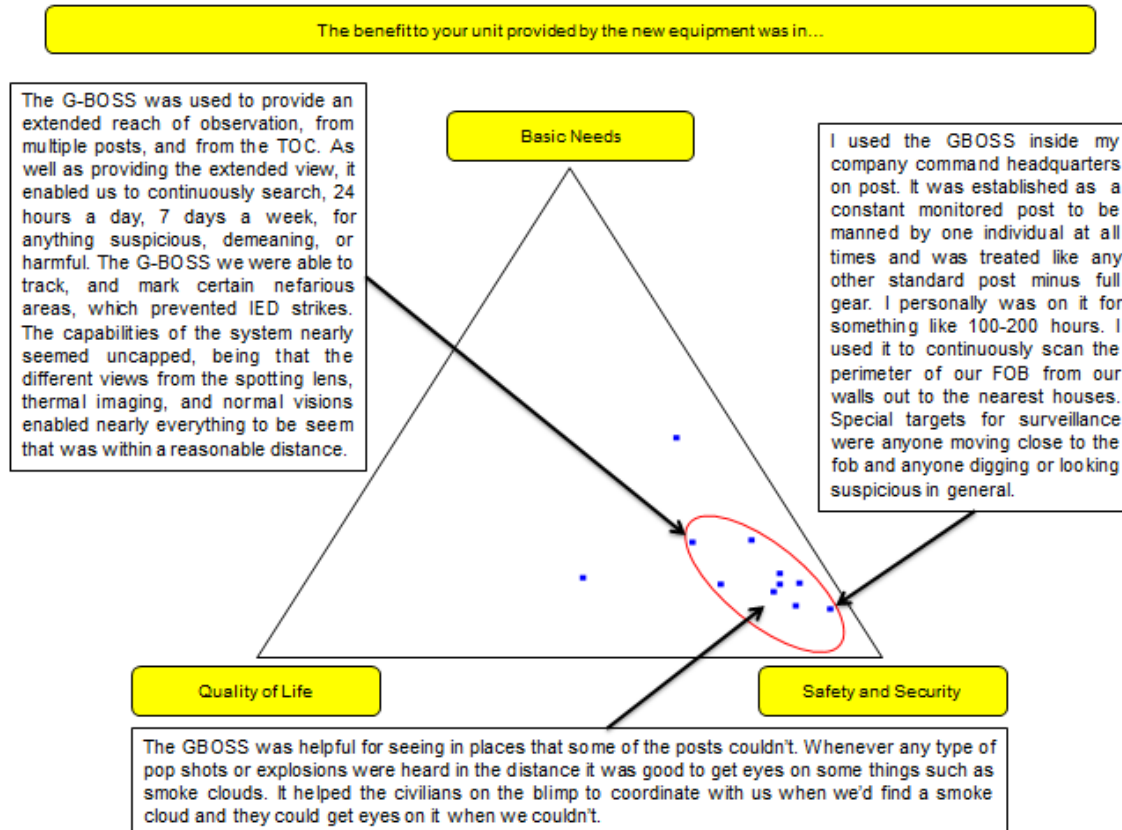 The benefit to your unit provided by the new equipment was in...
The G-BOSS was used to provide an
extended reach of observation, from
multiple posts, and from the TOC. As
well as providing the extended view, it
enabled us to continuously search, 24
hours a day, 7 days a week, for
anything suspicious, demeaning, or
harmful. The G-BOSS we were able to
track, and mark certain nefarious
areas, which prevented IED strikes.
The capabilities of the system nearly
seemed uncapped, being that the
different views from the spotting lens,
thermal imaging, and normal visions
enabled nearly everything to be seem
that was within a reasonable distance.
Basic Needs
I used the GBOSS inside my
company command headquarters
on post. It was established as a
constant monitored post to be
manned by one individual at all
times and was treated like any
other standard post minus full
gear. I personally was on it for
something like 100-200 hours. I
used it to continuously scan the
perimeter of our FOB from our
walls out to the nearest houses.
Special targets for surveillance
were anyone moving close to the
fob and anyone digging or looking
suspicious in general.
Quality of Life
Safety and Security
The GBOSS was helpful for seeing in places that some of the posts couldn't. Whenever any type of
pop shots or explosions were heard in the distance it was good to get eyes on some things such as
smoke clouds. It helped the civilians on the blimp to coordinate with us when we'd find a smoke
cloud and they could get eyes on it when we couldn't.